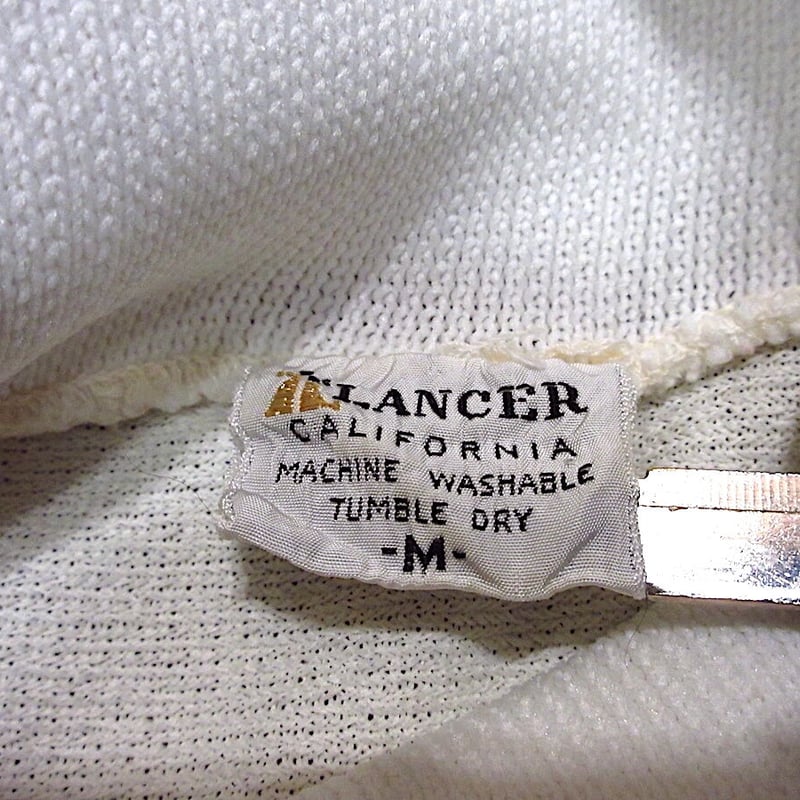 LANCER
CALIFORNIA
MACHINE WASHABLE
TUMBLE DRY
-M-